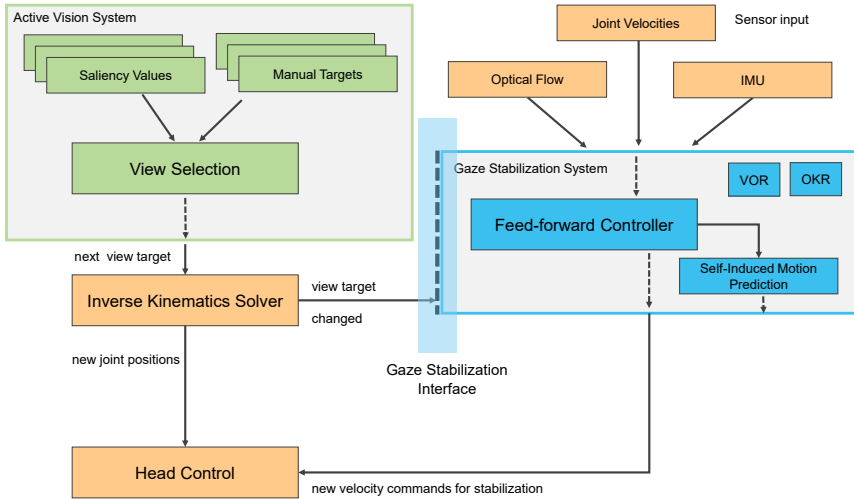 Active Vision System
Saliency Values
Manual Targets
View Selection
next view target
Inverse Kinematics Solver
view target
changed
new joint positions
Head Control
Joint Velocities
Sensor input
Optical Flow
IMU
Gaze Stabilization System
VOR
OKR
Feed-forward Controller
Self-Induced Motion
Prediction
Gaze Stabilization
Interface
new velocity commands for stabilization